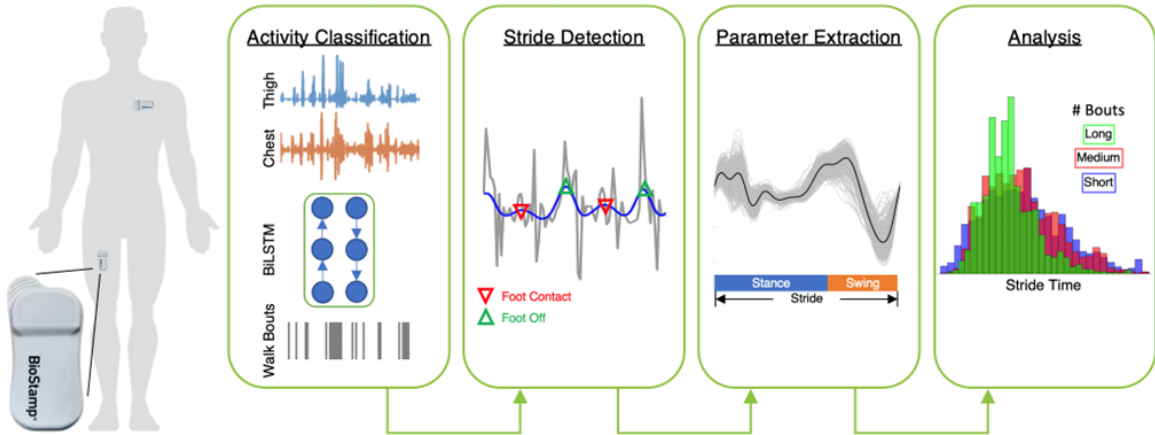 BioStamp®
Activity Classification
Thigh
Chest
BiLSTM
Walk Bouts
Stride Detection
Foot Contact
Foot Off
Parameter Extraction
Stance
Swing
Stride
Analysis
# Bouts
Long
Medium
Short
Stride Time